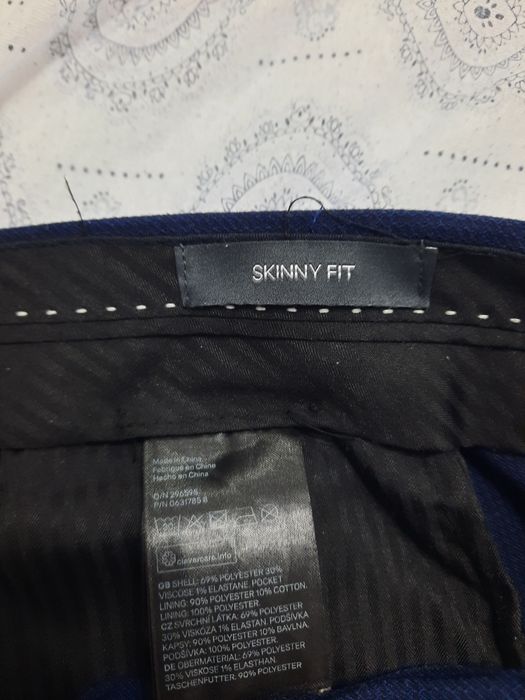 SKINNY FIT
Made in China
Fabriqué en Chine
Hecho en China
O/N 296598
P/N 0631785 8
clevercare.info
GB SHELL: 69% POLYESTER 30%
VISCOSE 1% ELASTANE. POCKET
LINING: 90% POLYESTER 10% COTTON.
LINING: 100% POLYESTER.
CZ SVRCHNÍ LÁTKA: 69% POLYESTER
30% VISKÓZA 1% ELASTAN. PODŠÍVKA
KAPSY: 90% POLYESTER 10% BAVLNA.
PODŠÍVKA: 100% POLYESTER.
DE OBERMATERIAL: 69% POLYESTER
30% VISKOSE 1% ELASTHAN.
TASCHENFUTTER: 90% POLYESTER